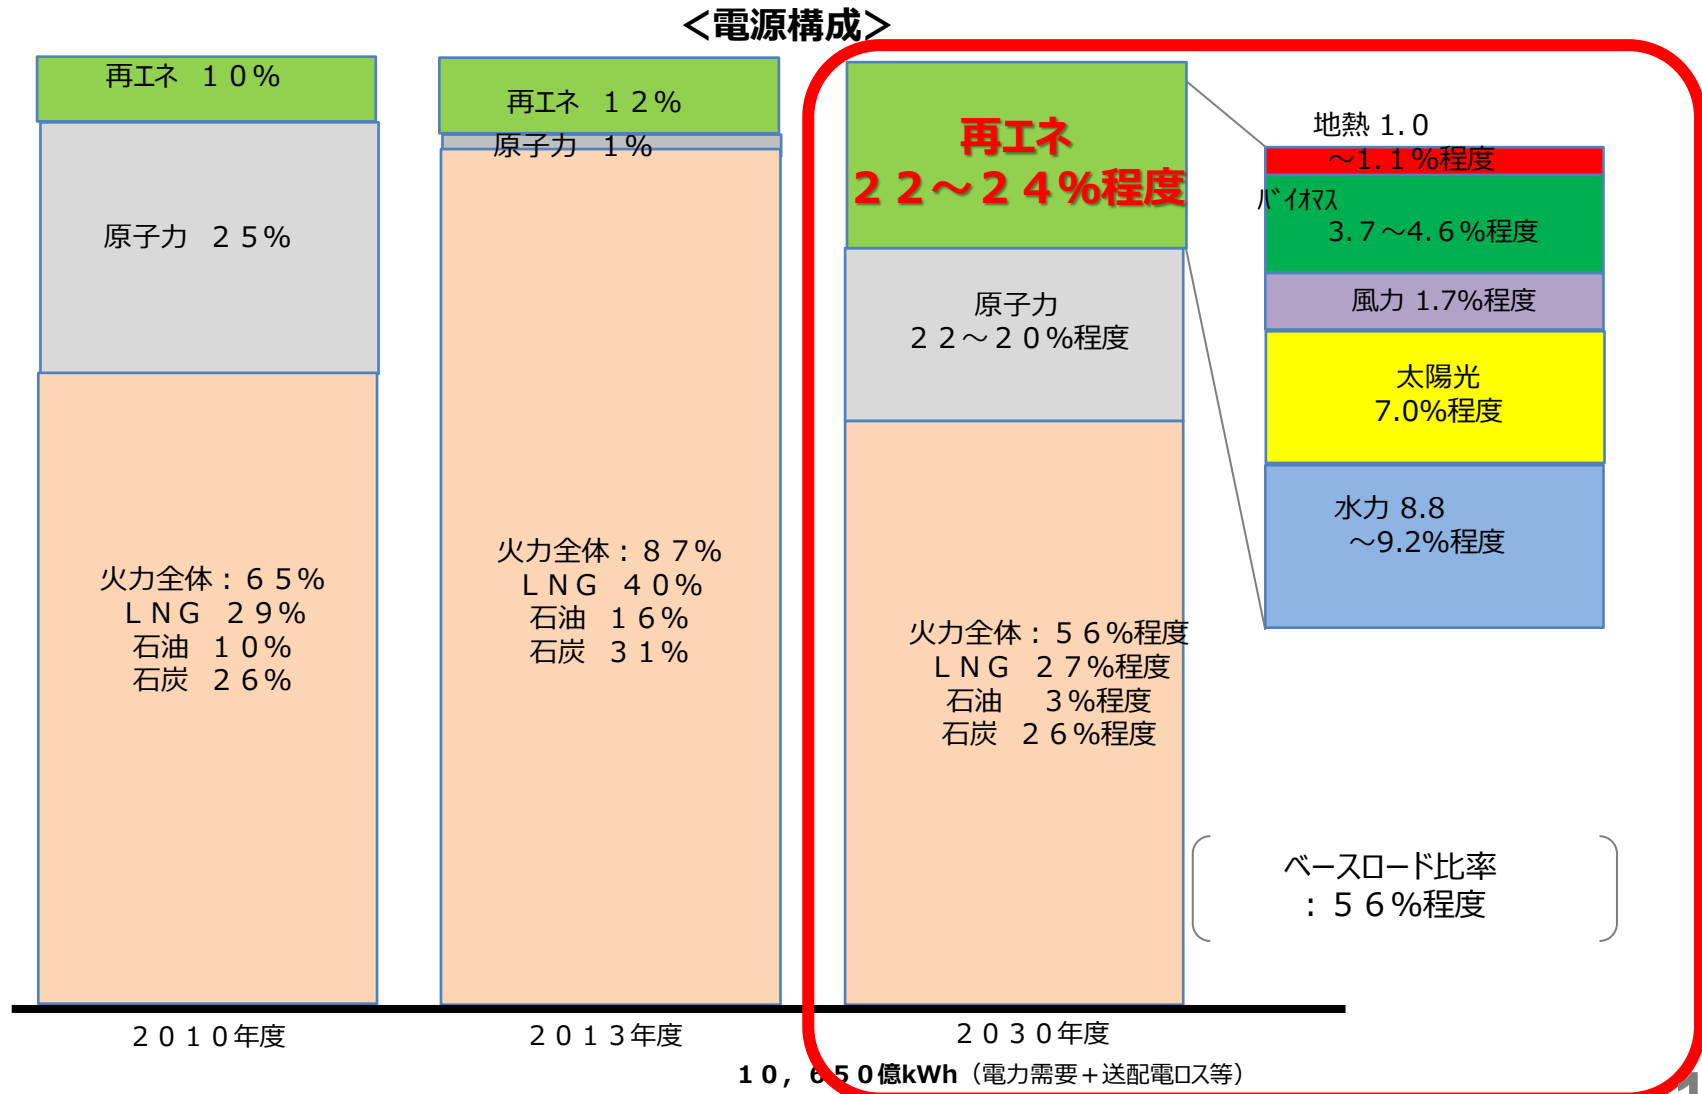 ＜電源構成＞
再エネ　１０%
原子力　２５%
火力全体：６５%
ＬＮＧ　２９%
石油　１０%
石炭　２６%
２０１０年度
再エネ　１２%
原子力　１%
火力全体：８７%
ＬＮＧ　４０%
石油　１６%
石炭　３１%
２０１３年度
再エネ
２２～２４%程度
原子力
２２～２０%程度
火力全体：５６%程度
ＬＮＧ　２７%程度
石油　　３%程度
石炭　２６%程度
２０３０年度
地熱 1.0
～1.1%程度
ﾊﾞｲｵﾏｽ
3.7～4.6%程度
風力 1.7%程度
太陽光
7.0%程度
水力 8.8
～9.2%程度
ベースロード比率
：５６%程度
１０，６５０億kWh（電力需要＋送配電ロス等）